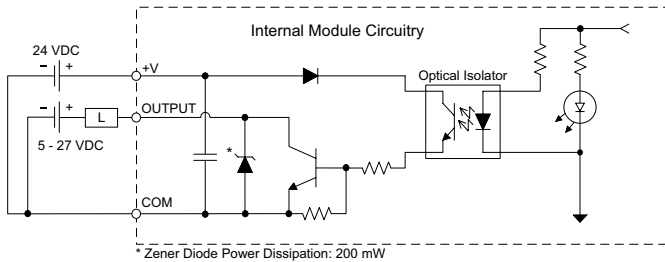 Internal Module Circuitry
24 VDC
− +
+V
Optical Isolator
OUTPUT
− +
L
5 - 27 VDC
*
COM
* Zener Diode Power Dissipation: 200 mW